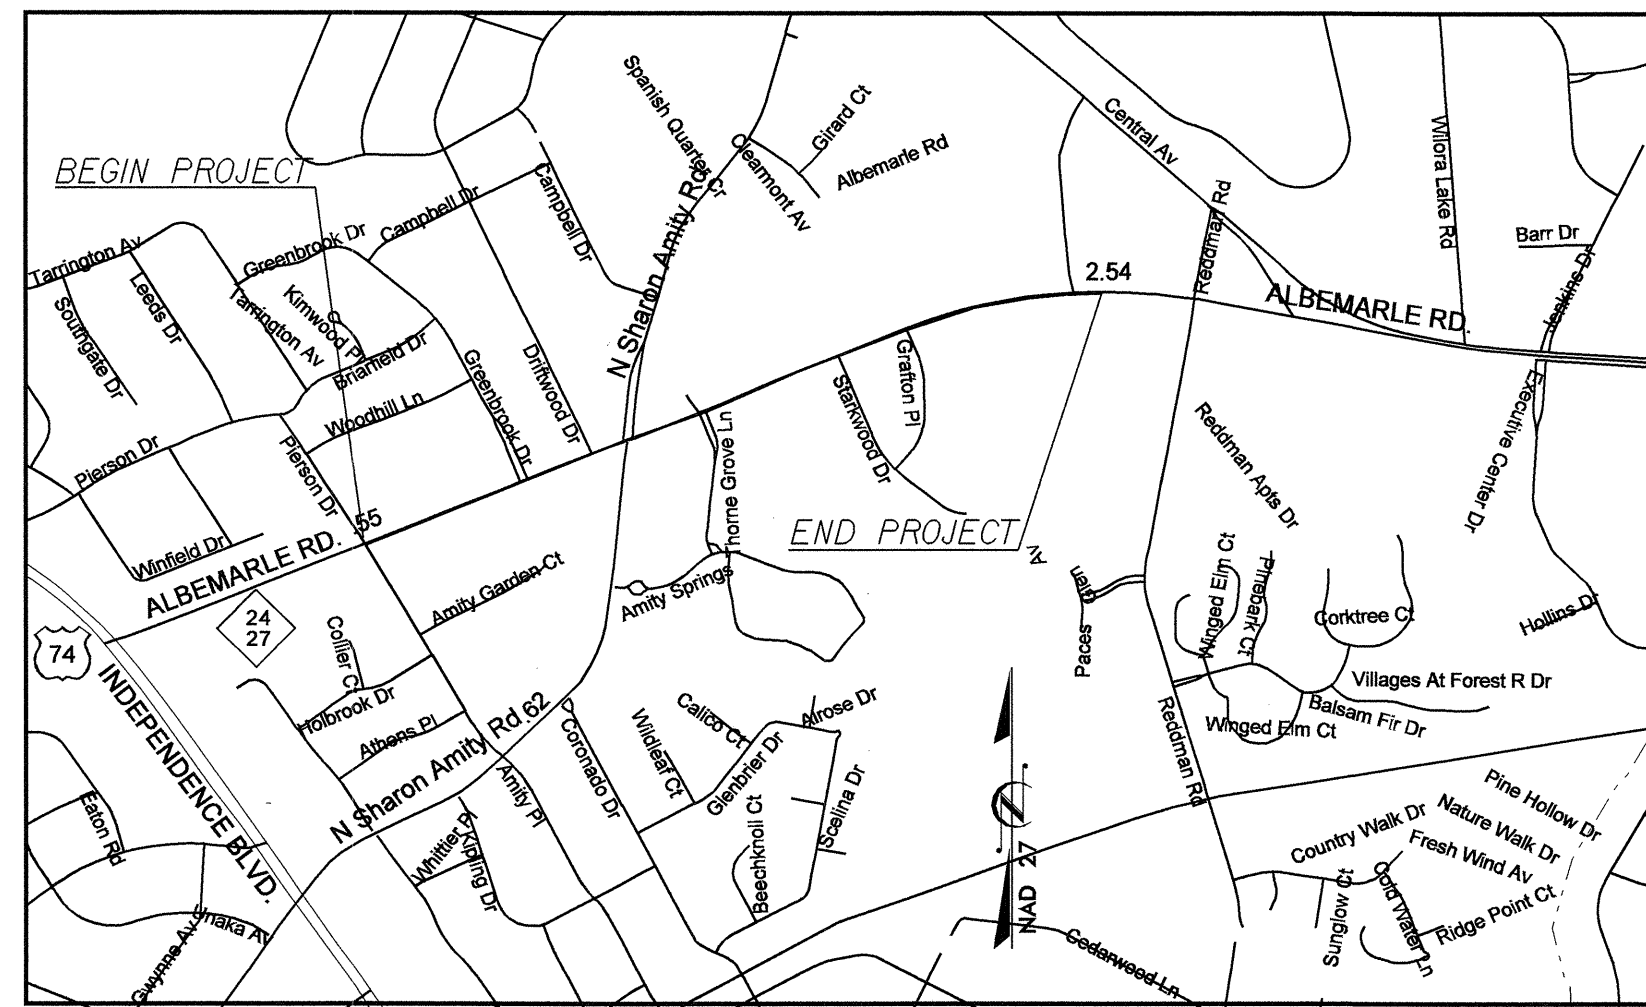 BEGIN PROJECT
Spanish Quarter Cr
Clearmont Av
Girard Ct
Albemarle Rd
Central Av
Wilora Lake Rd
Reddman Rd
Barr Dr
Jenkins Dr
Campbell Dr
Campbell Dr
Greenbrook Dr
Tarrington Av
Leeds Dr
Southgate Dr
Tarrington Av
Kimwood Pl
Briarfield Dr
Woodhill Ln
Greenbrook Dr
Driftwood Dr
N Sharon Amity Rd
2.54
ALBEMARLE RD.
Starkwood Dr
Grafton Pl
Thorne Grove Ln
Executive Center Dr
Reddman Apts Dr
Pierson Dr
Pierson Dr
Winfield Dr
ALBEMARLE RD.
.55
END PROJECT
Amity Garden Ct
Amity Springs
Paces
Glen
Av
Winged Elm Ct
Pinebark Ct
Corktree Ct
Hollins Dr
Villages At Forest R Dr
Balsam Fir Dr
Winged Elm Ct
Reddman Rd
24
27
74
INDEPENDENCE BLVD.
Collier Ct
Holbrook Dr
Athens Pl
N Sharon Amity Rd
.62
Coronado Dr
Amity Pl
Wildleaf Ct
Calico Ct
Glenbrier Dr
Alrose Dr
Scelina Dr
Beechknoll Ct
Whittier Pl
Kipling Dr
Eaton Rd
Unaka Av
Gwynne Av
NAD 27
Cedarwood Ln
Pine Hollow Dr
Nature Walk Dr
Fresh Wind Av
Country Walk Dr
Cold Water Ln
Sunglow Ct
Ridge Point Ct